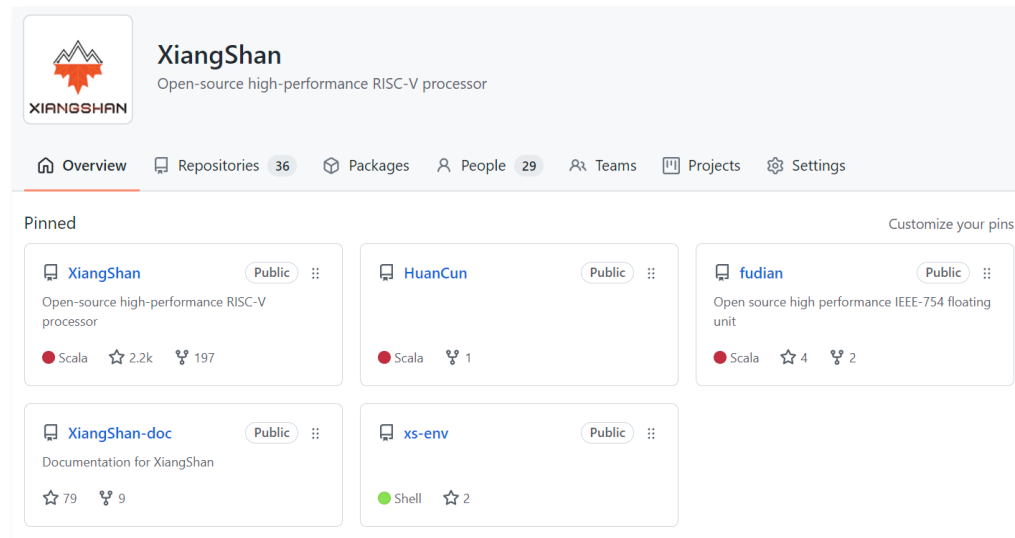 XIANGSHAN
XiangShan
Open-source high-performance RISC-V processor
Overview Repositories 36 Packages People 29 Teams Projects Settings
Pinned Customize your pins
XiangShan Public
Open-source high-performance RISC-V
processor
Scala 2.2k 197
HuanCun Public
Scala 1
fudian Public
Open source high performance IEEE-754 floating
unit
Scala 4 2
XiangShan-doc Public
Documentation for XiangShan
79 9
xs-env Public
Shell 2